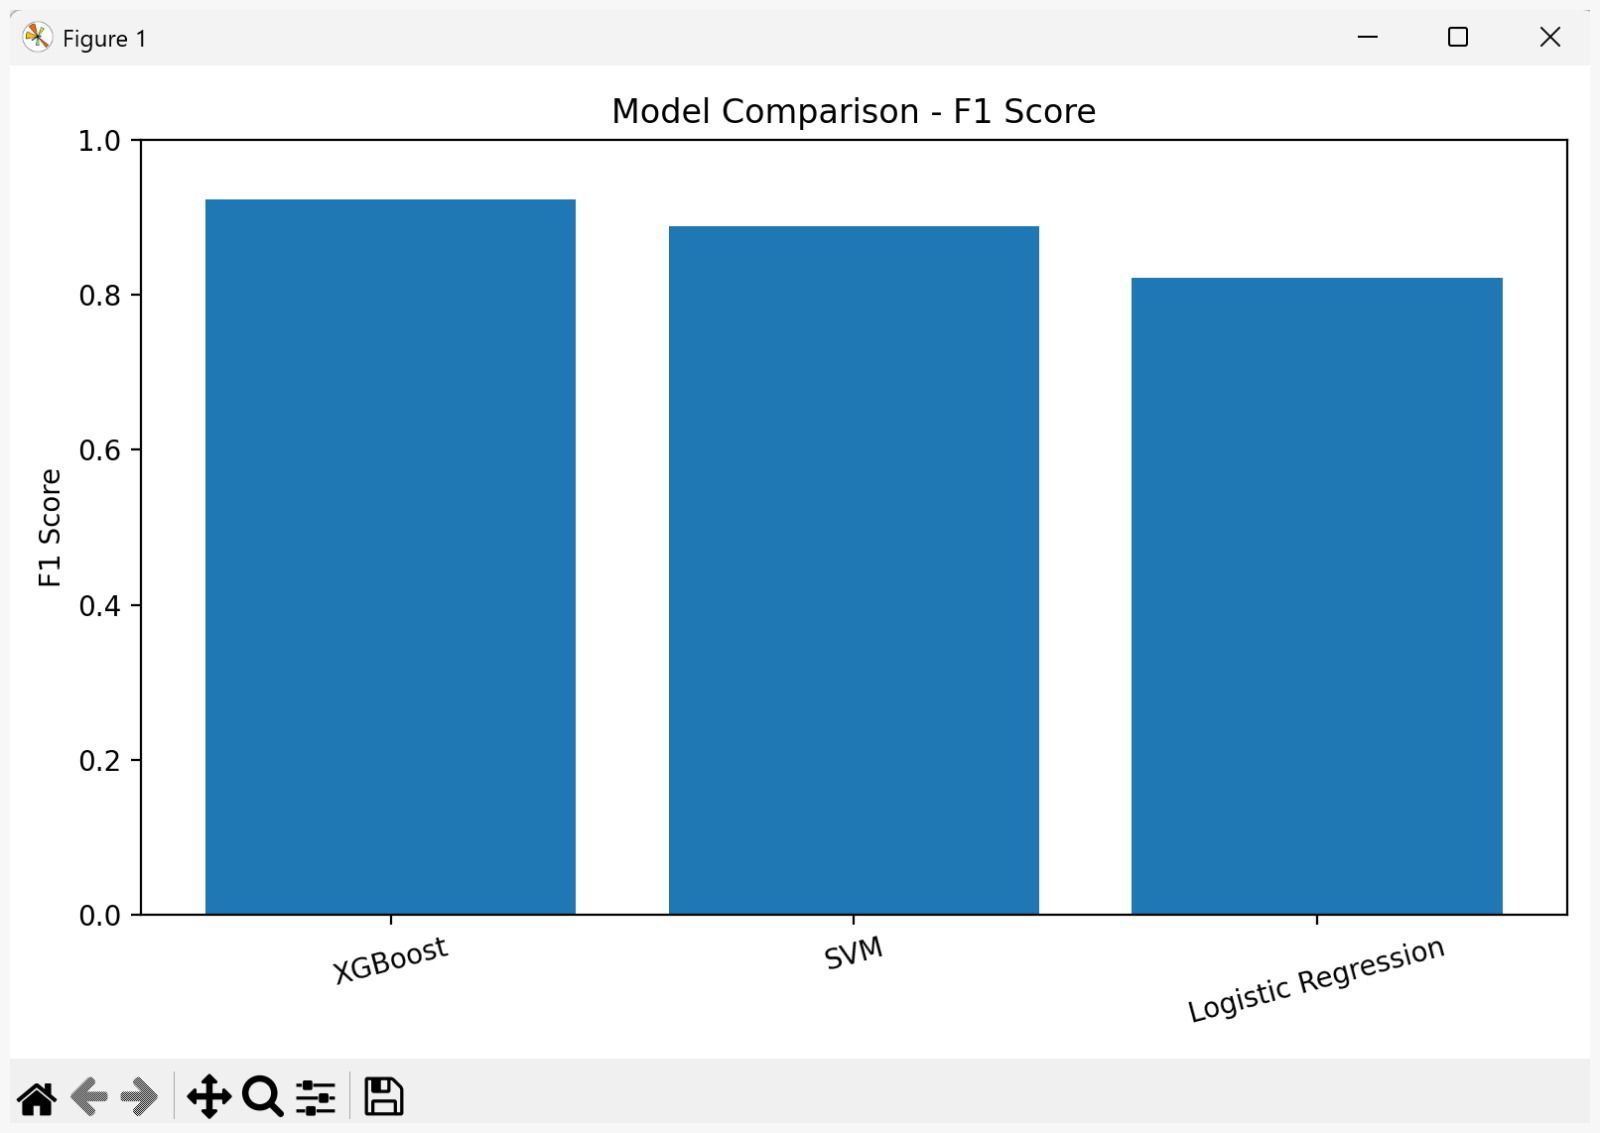 Figure 1
Model Comparison - F1 Score
1.0
0.8
0.6
0.4
0.2
0.0
F1 Score
XGBoost
SVM
Logistic Regression